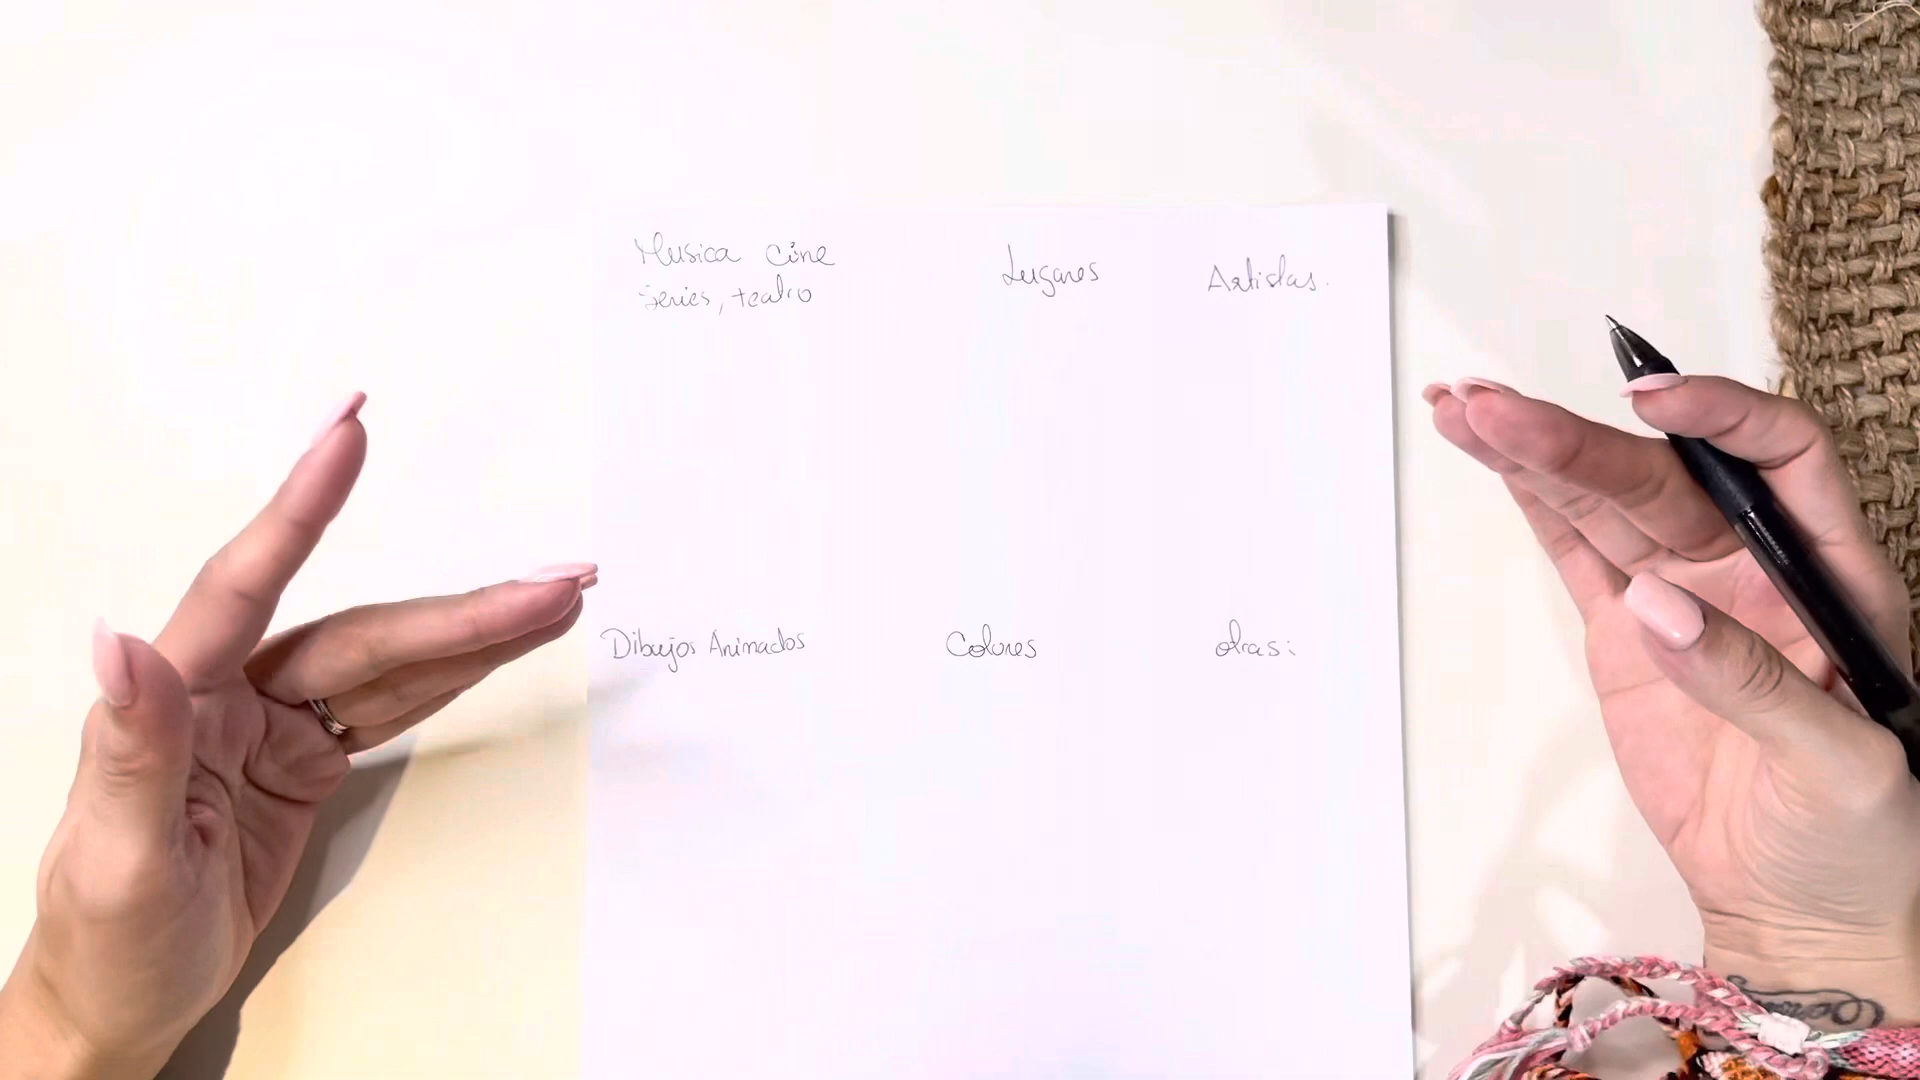 Musica Cine
Series, teatro
Lugares
Artistas.
Dibujos Animados
Colores
otras: